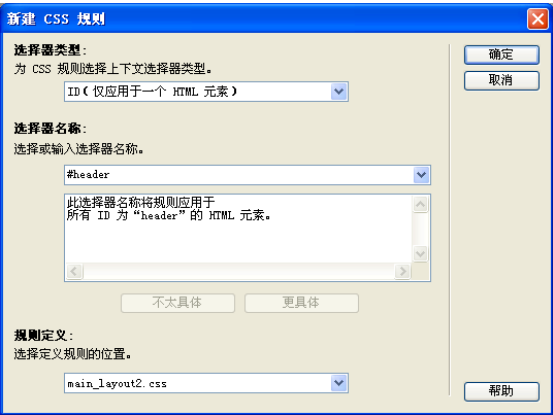 新建 CSS 规则
选择器类型:
为 CSS 规则选择上下文选择器类型。
ID(仅应用于一个 HTML 元素)
确定
取消
选择器名称:
选择或输入选择器名称。
#header
此选择器名称将规则应用于
所有 ID 为“header”的 HTML 元素。
不太具体
更具体
规则定义:
选择定义规则的位置。
main_layout2.css
帮助